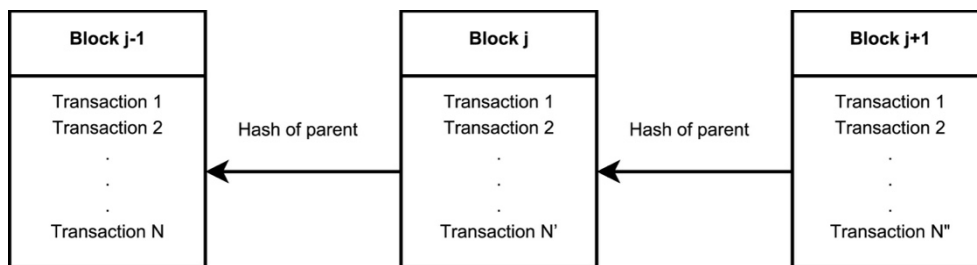 Block j-1
Transaction 1
Transaction 2
.
.
.
Transaction N
Hash of parent
Block j
Transaction 1
Transaction 2
.
.
.
Transaction N'
Hash of parent
Block j+1
Transaction 1
Transaction 2
.
.
.
Transaction N"